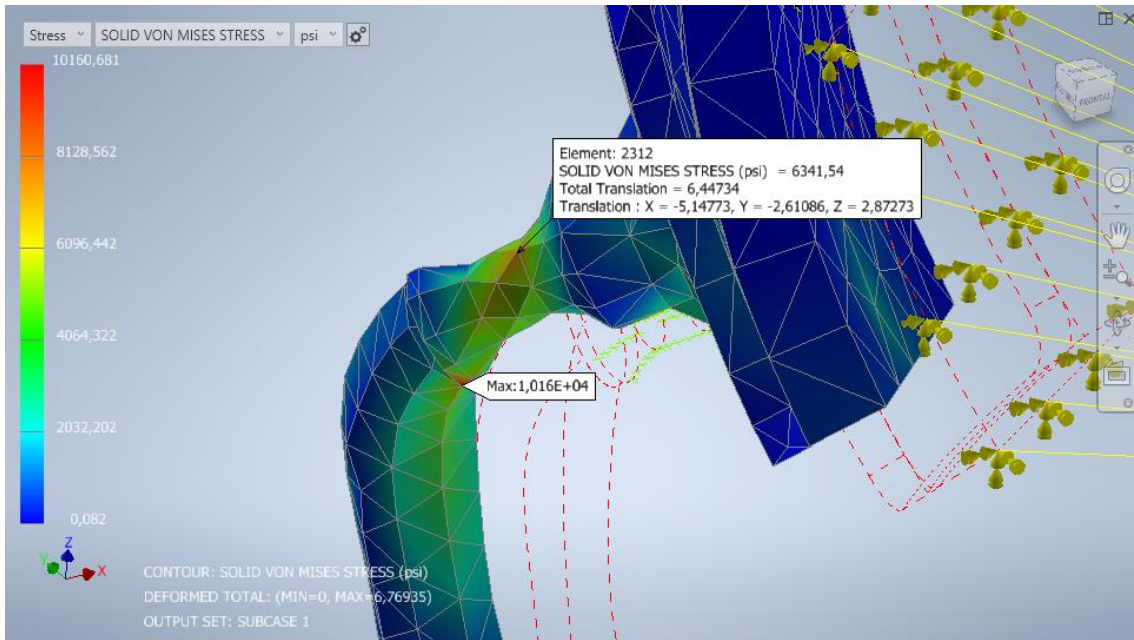 Stress SOLID VON MISES STRESS psi
10160,681
8128,562
6096,442
4064,322
2032,202
0,082
Element: 2312
SOLID VON MISES STRESS (psi) = 6341,54
Total Translation = 6,44734
Translation : X = -5,14773, Y = -2,61086, Z = 2,87273
Max:1,016E+04
FRONTAL
Z
Y
X
CONTOUR: SOLID VON MISES STRESS (psi)
DEFORMED TOTAL: (MIN=0, MAX=6,76935)
OUTPUT SET: SUBCASE 1